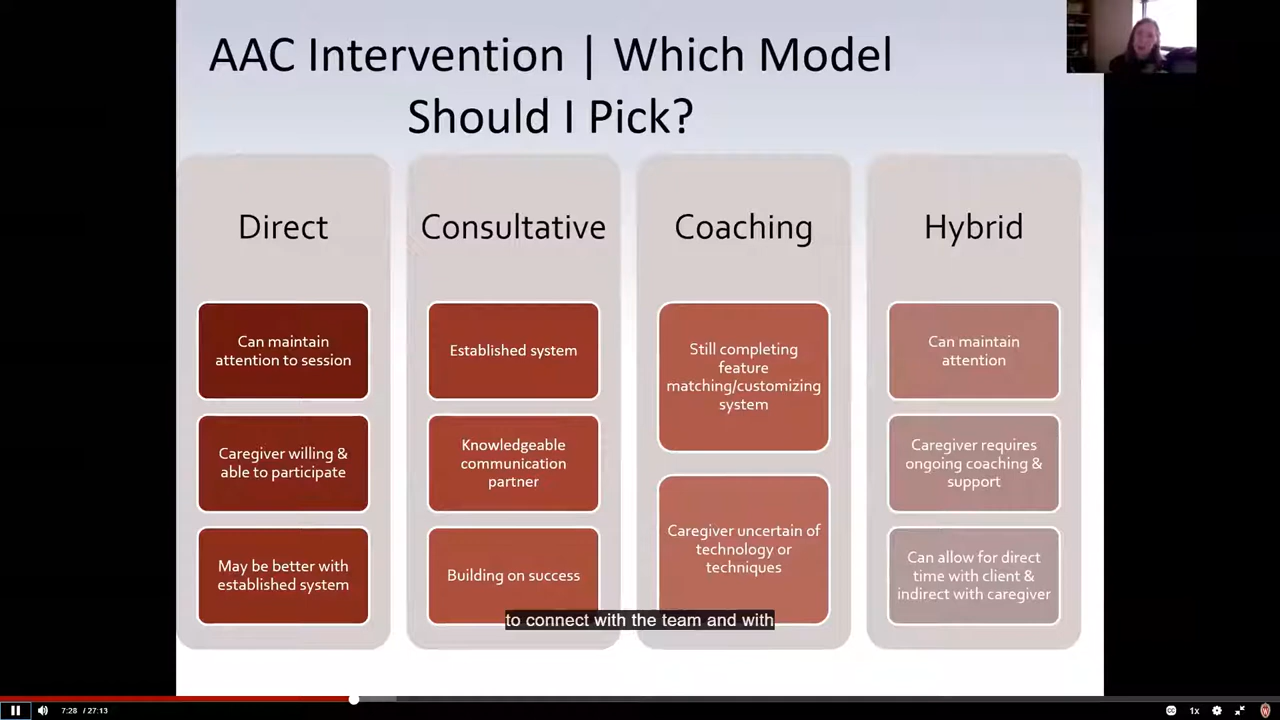 AAC Intervention | Which Model
Should I Pick?
Direct
Can maintain
attention to session
Caregiver willing &
able to participate
May be better with
established system
Consultative
Established system
Knowledgeable
communication
partner
Building on success
Coaching
Still completing
feature
matching/customizing
system
Caregiver uncertain of
technology or
techniques
Hybrid
Can maintain
attention
Caregiver requires
ongoing coaching &
support
Can allow for direct
time with client &
indirect with caregiver
to connect with the team and with
7:28 / 27:13
CC
1x
W